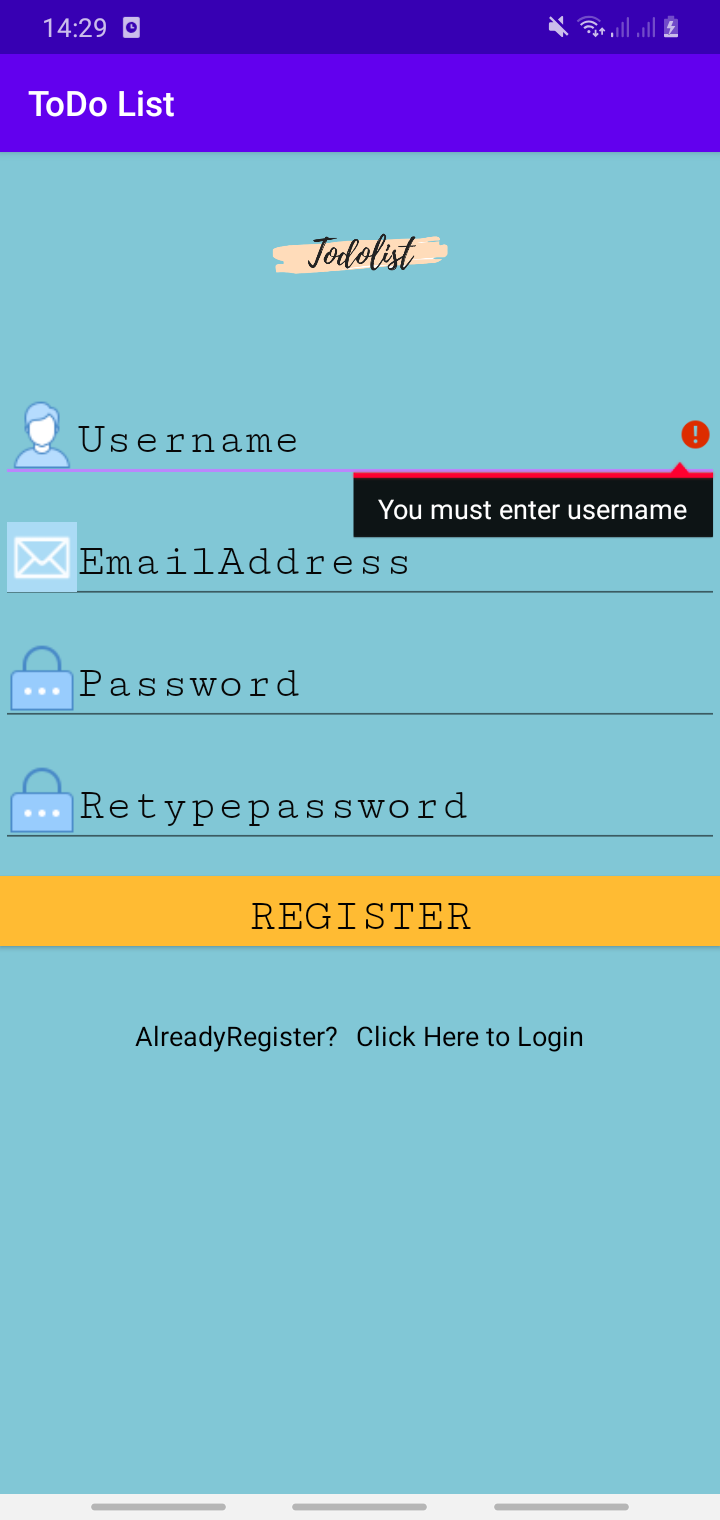 14:29
ToDo List
Todolist
Username
You must enter username
EmailAddress
Password
Retypepassword
REGISTER
AlreadyRegister? Click Here to Login